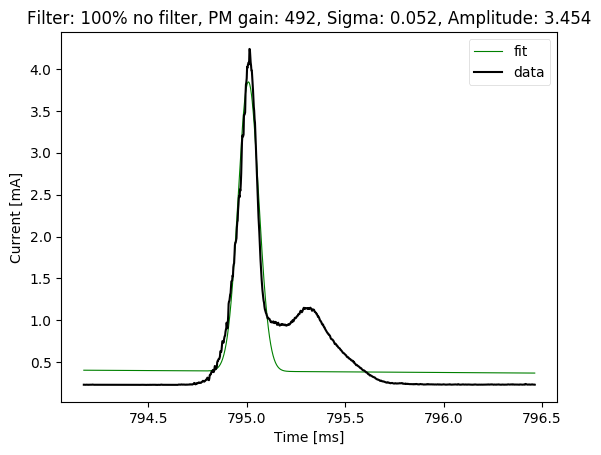 Filter: 100% no filter, PM gain: 492, Sigma: 0.052, Amplitude: 3.454
fit
data
4.0
3.5
3.0
2.5
2.0
1.5
1.0
0.5
Current [mA]
794.5 795.0 795.5 796.0 796.5
Time [ms]